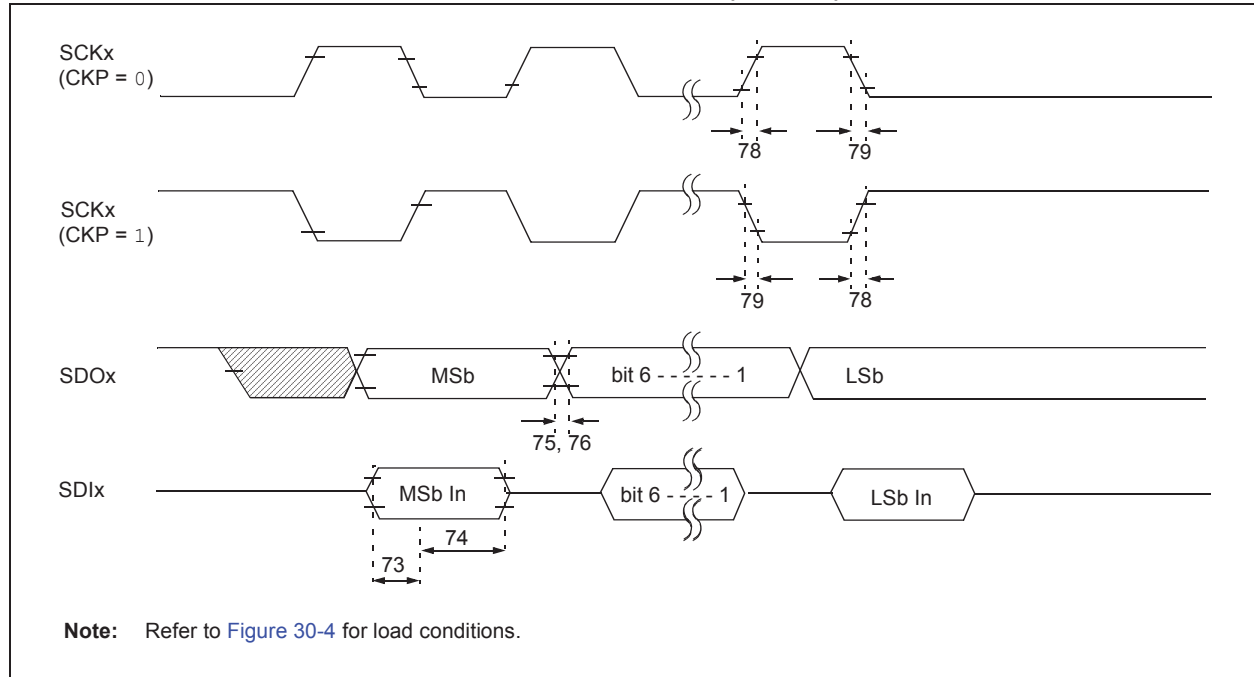 SCKx
(CKP = 0)
78 79
SCKx
(CKP = 1)
79 78
SDOx MSb bit 6 - - - - - - 1 LSb
75, 76
SDIx MSb In bit 6 - - - - 1 LSb In
74
73
Note: Refer to Figure 30-4 for load conditions.